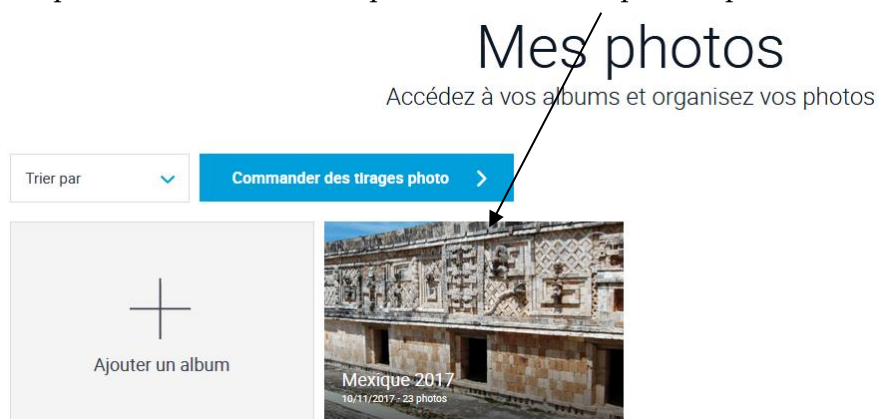 Mes photos
Accédez à vos albums et organisez vos photos
Trier par
Commander des tirages photo
Ajouter un album
Mexique 2017
10/11/2017 - 23 photos